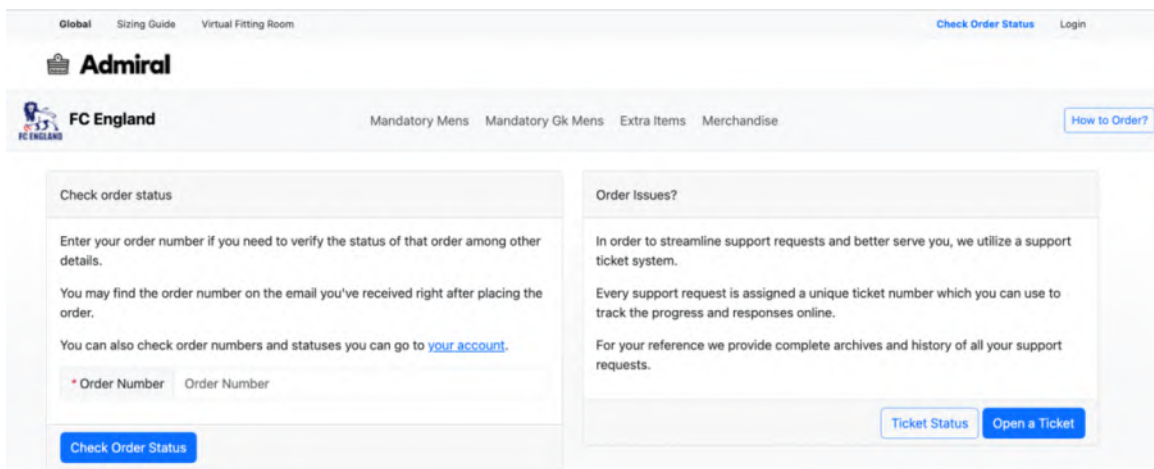 Global Sizing Guide Virtual Fitting Room Check Order Status Login
Admiral
FC ENGLAND
FC England Mandatory Mens Mandatory Gk Mens Extra Items Merchandise How to Order?
Check order status
Enter your order number if you need to verify the status of that order among other
details.
You may find the order number on the email you've received right after placing the
order.
You can also check order numbers and statuses you can go to your account.
* Order Number Order Number
Check Order Status
Order Issues?
In order to streamline support requests and better serve you, we utilize a support
ticket system.
Every support request is assigned a unique ticket number which you can use to
track the progress and responses online.
For your reference we provide complete archives and history of all your support
requests.
Ticket Status Open a Ticket